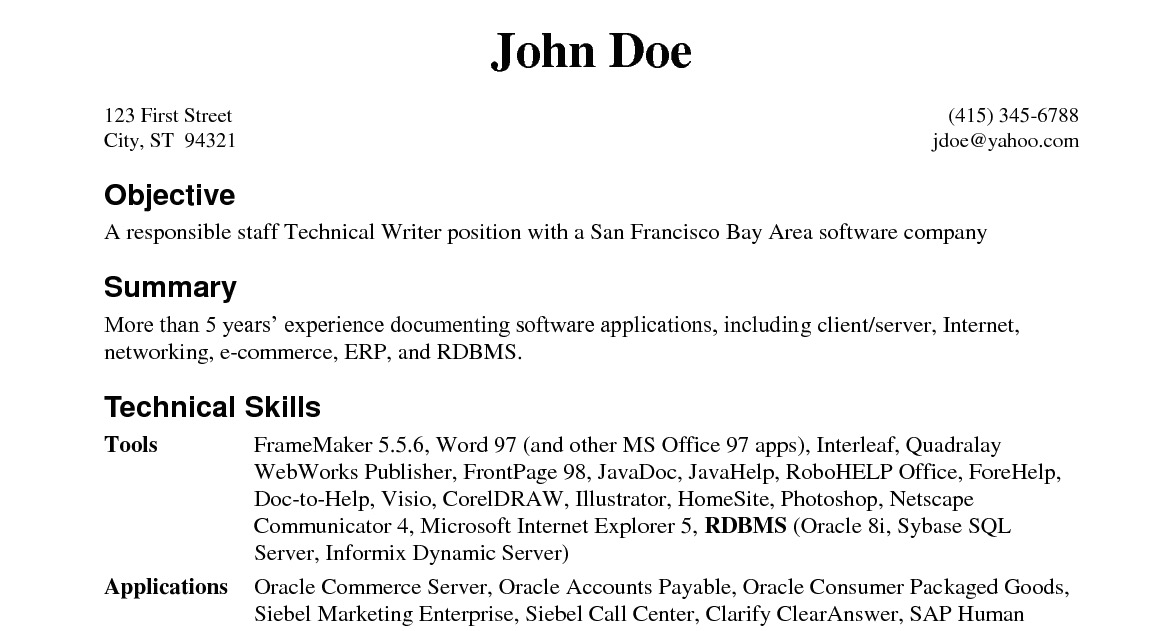 John Doe
123 First Street (415) 345-6788
City, ST  94321 jdoe@yahoo.com
Objective
A responsible staff Technical Writer position with a San Francisco Bay Area software company
Summary
More than 5 years’ experience documenting software applications, including client/server, Internet,
networking, e-commerce, ERP, and RDBMS.
Technical Skills
Tools FrameMaker 5.5.6, Word 97 (and other MS Office 97 apps), Interleaf, Quadralay
WebWorks Publisher, FrontPage 98, JavaDoc, JavaHelp, RoboHELP Office, ForeHelp,
Doc-to-Help, Visio, CorelDRAW, Illustrator, HomeSite, Photoshop, Netscape
Communicator 4, Microsoft Internet Explorer 5, RDBMS (Oracle 8i, Sybase SQL
Server, Informix Dynamic Server)
Applications Oracle Commerce Server, Oracle Accounts Payable, Oracle Consumer Packaged Goods,
Siebel Marketing Enterprise, Siebel Call Center, Clarify ClearAnswer, SAP Human